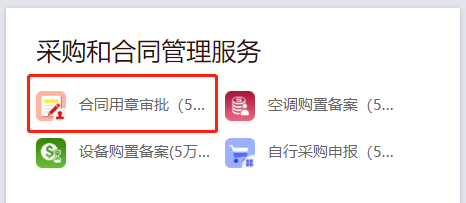 采购和合同管理服务
合同用章审批（5...
空调购置备案（5...
设备购置备案(5万...
自行采购申报（5...